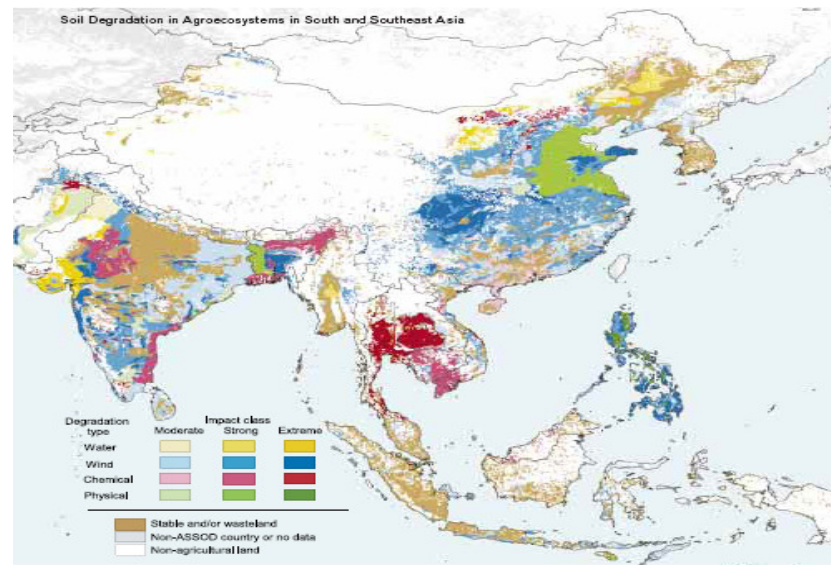 Soil Degradation in Agroecosystems in South and Southeast Asia
Degradation type
Impact class
Moderate Strong Extreme
Water
Wind
Chemical
Physical
Stable and/or wasteland
Non-ASSOD country or no data
Non-agricultural land